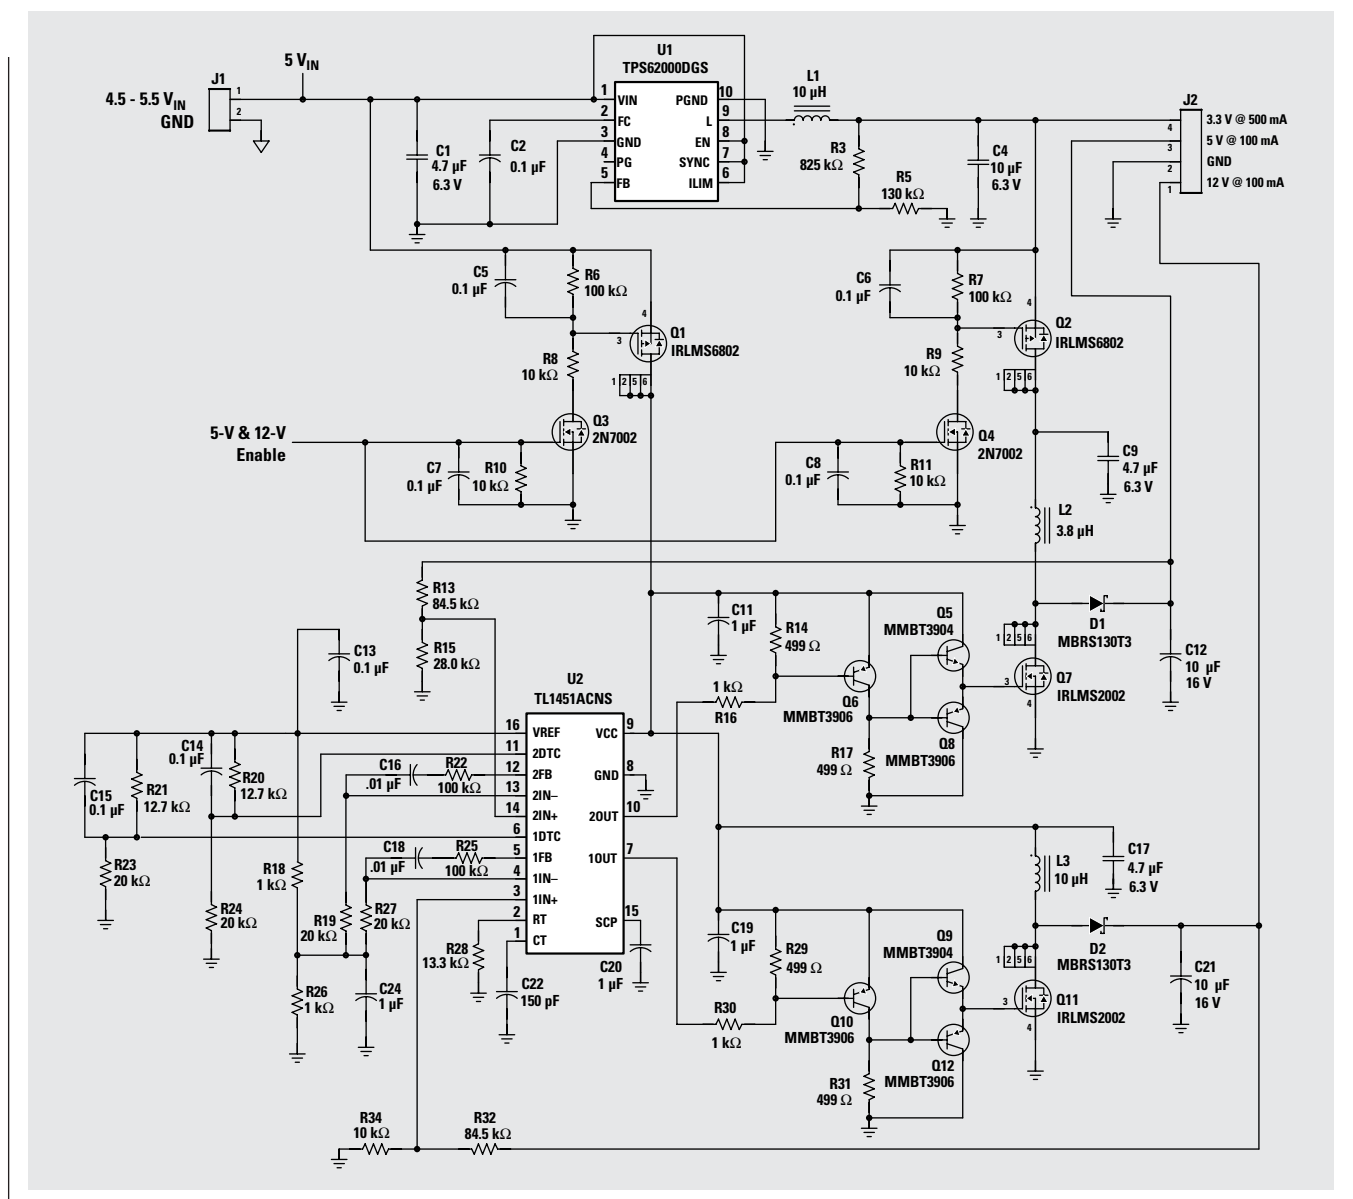 5 VIN
J1
4.5 - 5.5 VIN
GND
1
2
U1
TPS62000DGS
1 VIN
2 FC
3 GND
4 PG
5 FB
PGND 10
L 9
EN 8
SYNC 7
ILIM 6
L1
10 µH
J2
3.3 V @ 500 mA
4
5 V @ 100 mA
3
GND
2
12 V @ 100 mA
1
C1
4.7 µF
6.3 V
C2
0.1 µF
R3
825 kΩ
R5
130 kΩ
C4
10 µF
6.3 V
C5
0.1 µF
R6
100 kΩ
4
3
Q1
IRLMS6802
1 2 5 6
R8
10 kΩ
C6
0.1 µF
R7
100 kΩ
4
3
Q2
IRLMS6802
1 2 5 6
R9
10 kΩ
5-V & 12-V
Enable
C7
0.1 µF
R10
10 kΩ
Q3
2N7002
C8
0.1 µF
R11
10 kΩ
Q4
2N7002
C9
4.7 µF
6.3 V
L2
3.8 µH
R13
84.5 kΩ
R15
28.0 kΩ
C13
0.1 µF
C11
1 µF
R14
499 Ω
Q5
MMBT3904
1 2 5 6
D1
MBRS130T3
C12
10 µF
16 V
1 kΩ
R16
Q6
MMBT3906
R17
499 Ω
Q8
MMBT3906
3
Q7
IRLMS2002
4
U2
TL1451ACNS
16 VREF
11 2DTC
12 2FB
13 2IN–
14 2IN+
6 1DTC
5 1FB
4 1IN–
3 1IN+
2 RT
1 CT
VCC 9
GND 8
2OUT 10
1OUT 7
SCP 15
C15
0.1 µF
R21
12.7 kΩ
C14
0.1 µF
R20
12.7 kΩ
C16
.01 µF
R22
100 kΩ
C18
.01 µF
R25
100 kΩ
R23
20 kΩ
R24
20 kΩ
R18
1 kΩ
R19
20 kΩ
R27
20 kΩ
R26
1 kΩ
C24
1 µF
R28
13.3 kΩ
C22
150 pF
C20
1 µF
L3
10 µH
C17
4.7 µF
6.3 V
C19
1 µF
R29
499 Ω
Q9
MMBT3904
1 2 5 6
D2
MBRS130T3
C21
10 µF
16 V
R30
1 kΩ
Q10
MMBT3906
R31
499 Ω
Q12
MMBT3906
3
Q11
IRLMS2002
4
R34
10 kΩ
R32
84.5 kΩ